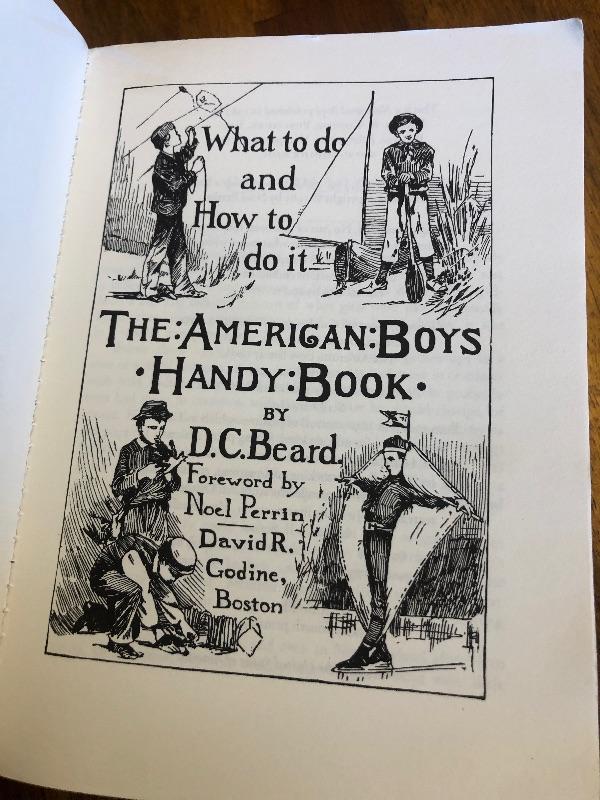 What to do
and
How to
do it
THE:AMERICAN:BOYS
·HANDY:BOOK·
BY
D.C.Beard
Foreword by
Noel Perrin
David R.
Godine,
Boston